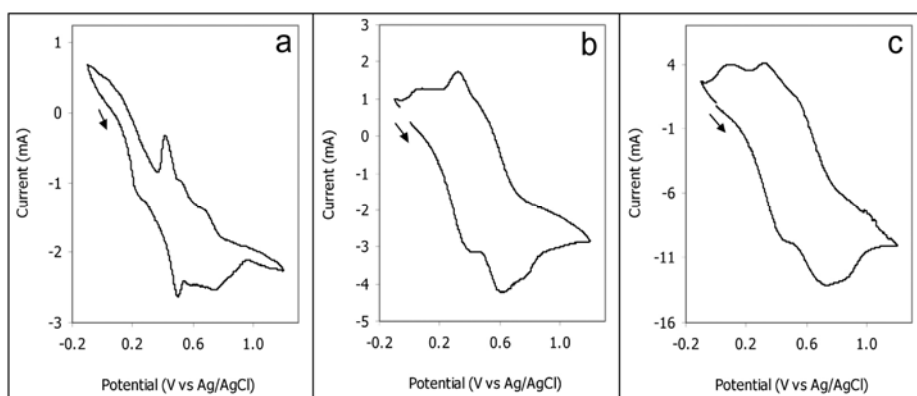 a
1
0
-1
-2
-3
Current (mA)
-0.2 0.2 0.6 1.0
Potential (V vs Ag/AgCl)
b
3
2
1
0
-1
-2
-3
-4
-5
Current (mA)
-0.2 0.2 0.6 1.0
Potential (V vs Ag/AgCl)
c
4
-1
-6
-11
-16
Current (mA)
-0.2 0.2 0.6 1.0
Potential (V vs Ag/AgCl)